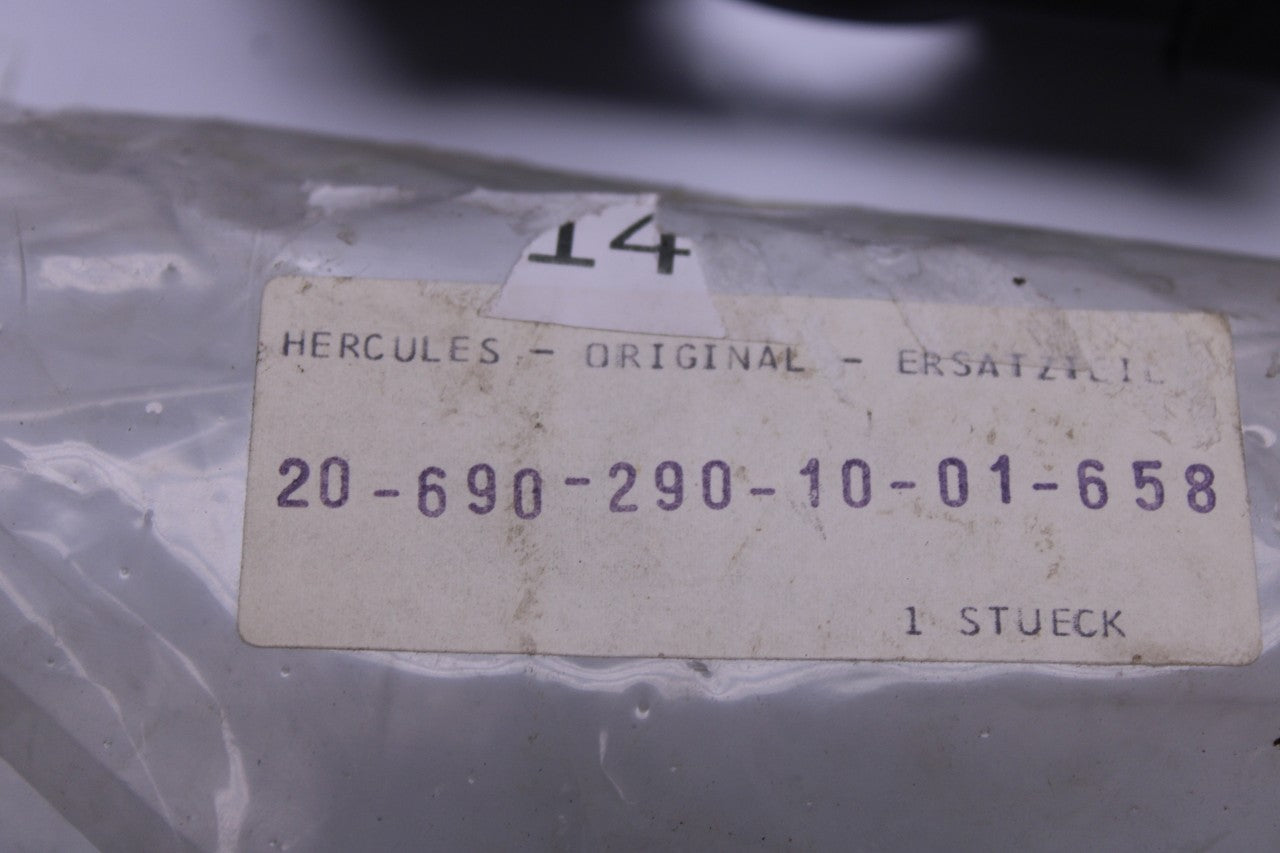 14
HERCULES - ORIGINAL - ERSATZTEIL
20-690-290-10-01-658
1 STUECK